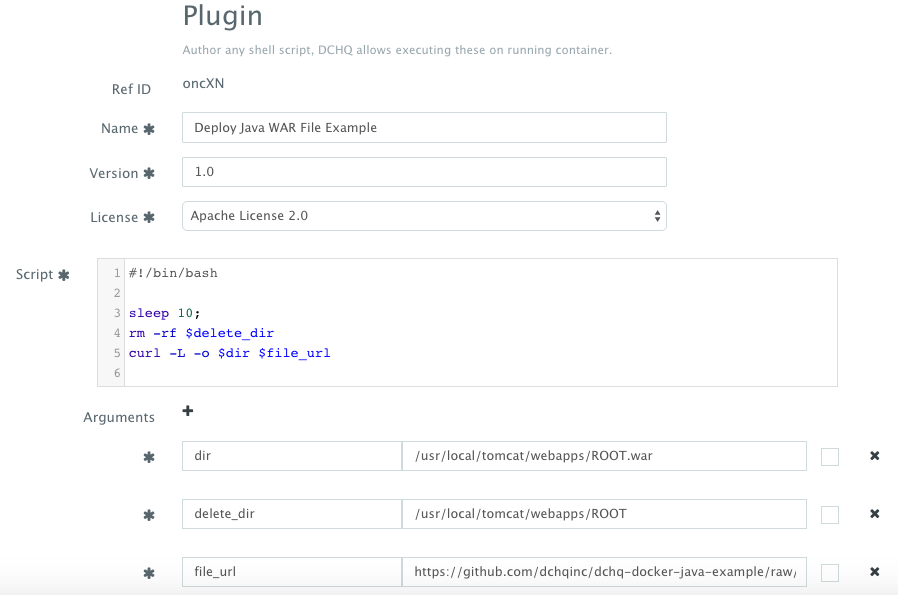 Plugin
Author any shell script, DCHQ allows executing these on running container.
Ref ID oncXN
Name ✱ Deploy Java WAR File Example
Version ✱ 1.0
License ✱ Apache License 2.0
Script ✱
1 #!/bin/bash
2
3 sleep 10;
4 rm -rf $delete_dir
5 curl -L -o $dir $file_url
6
Arguments +
✱ dir /usr/local/tomcat/webapps/ROOT.war
✱ delete_dir /usr/local/tomcat/webapps/ROOT
✱ file_url https://github.com/dchqinc/dchq-docker-java-example/raw/